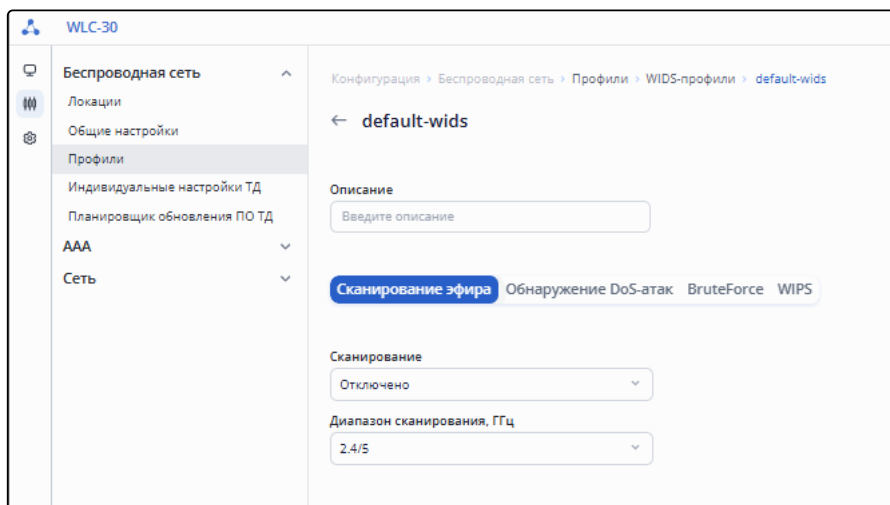 WLC-30
Беспроводная сеть
Локации
Общие настройки
Профили
Индивидуальные настройки ТД
Планировщик обновления ПО ТД
AAA
Сеть
Конфигурация > Беспроводная сеть > Профили > WIDS-профили > default-wids
← default-wids
Описание
Введите описание
Сканирование эфира Обнаружение DoS-атак BruteForce WIPS
Сканирование
Отключено
Диапазон сканирования, ГГц
2.4/5